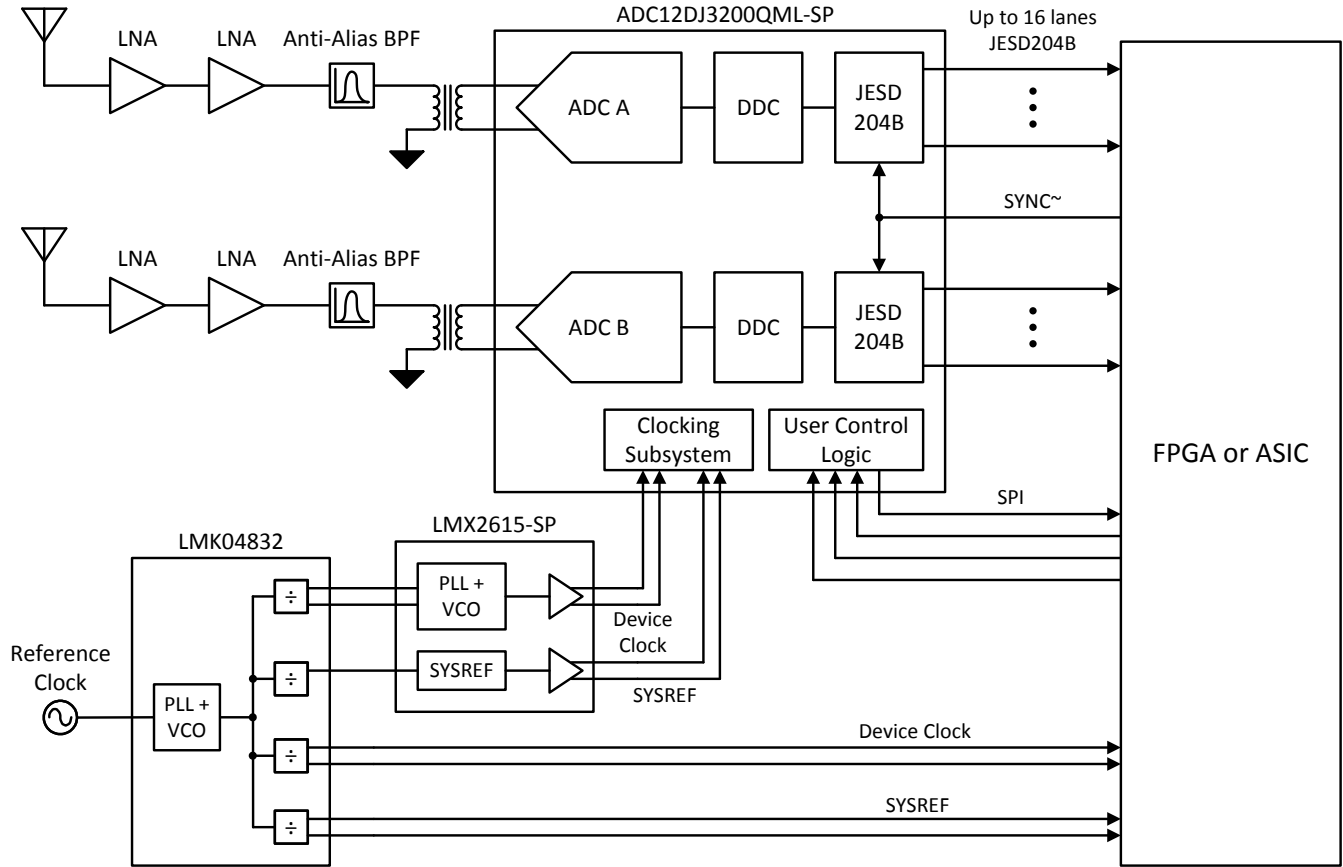 ADC12DJ3200QML-SP
Up to 16 lanes
JESD204B
LNA
LNA
Anti-Alias BPF
ADC A
DDC
JESD
204B
SYNC~
LNA
LNA
Anti-Alias BPF
ADC B
DDC
JESD
204B
Clocking
Subsystem
User Control
Logic
FPGA or ASIC
SPI
LMX2615-SP
LMK04832
÷
PLL +
VCO
Device
Clock
Reference
Clock
÷
SYSREF
SYSREF
PLL +
VCO
÷
Device Clock
÷
SYSREF